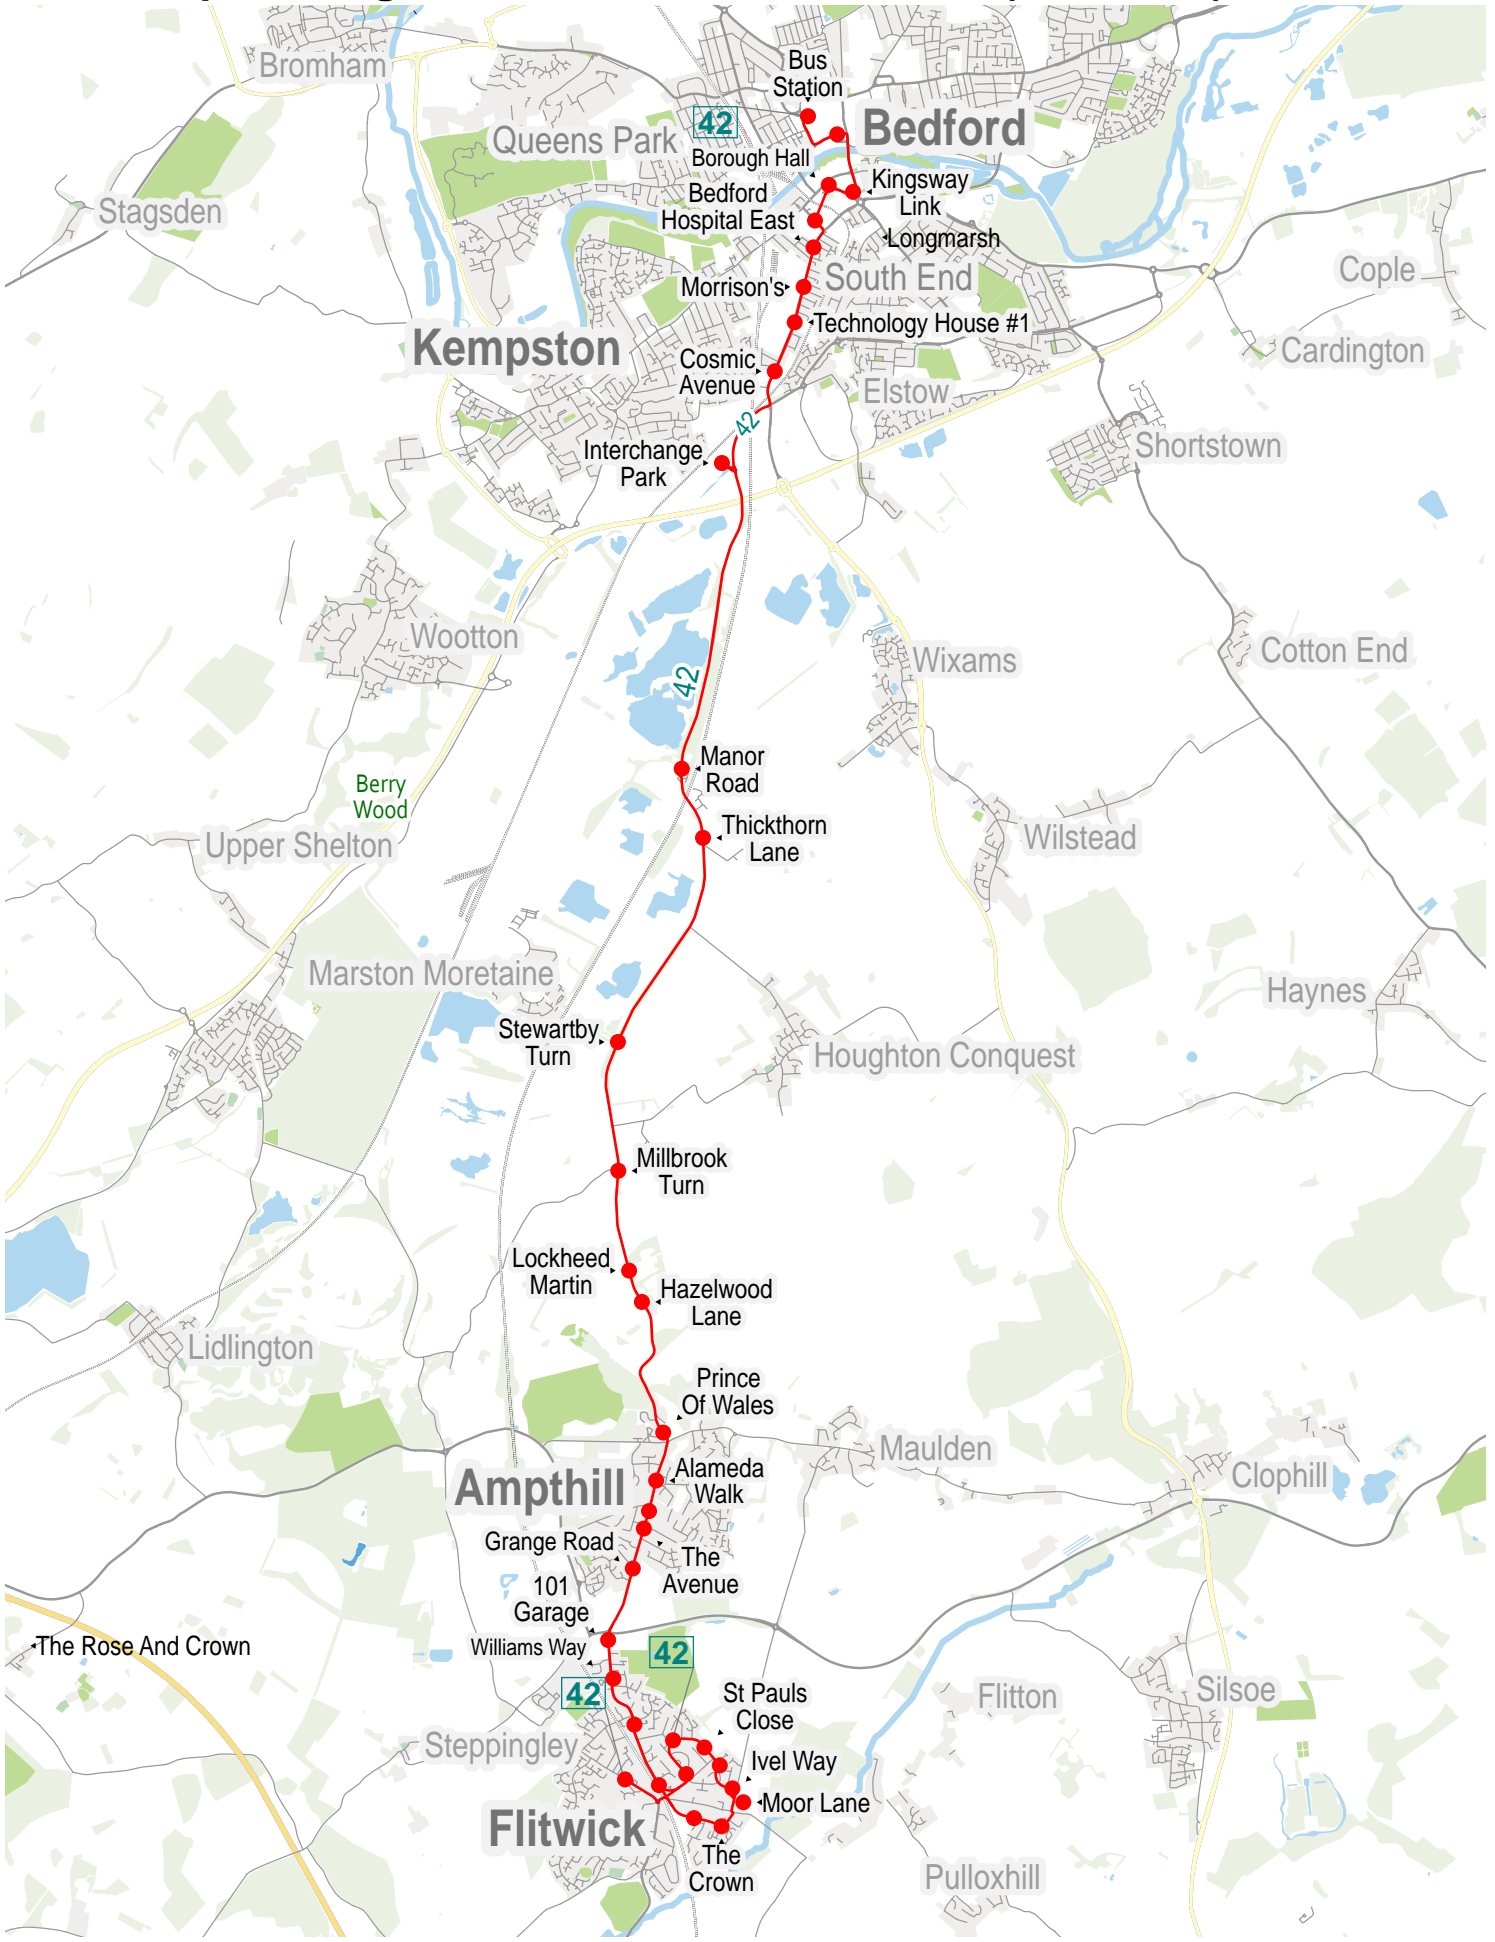 Bromham
Bus
Station
42
Bedford
Queens Park
Borough Hall
Kingsway
Link
Bedford
Hospital East
Stagsden
Longmarsh
Cople
South End
Morrison's
Technology House #1
Kempston
Cardington
Cosmic
Avenue
Elstow
42
Shortstown
Interchange
Park
Wootton
Wixams
Cotton End
42
Manor
Road
Berry
Wood
Thickthorn
Lane
Upper Shelton
Wilstead
Marston Moretaine
Haynes
Stewartby
Turn
Houghton Conquest
Millbrook
Turn
Lockheed
Martin
Hazelwood
Lane
Lidlington
Prince
Of Wales
Maulden
Ampthill
Alameda
Walk
Clophill
Grange Road
The
Avenue
101
Garage
The Rose And Crown
Williams Way
42
42
St Pauls
Close
Flitton
Silsoe
Steppingley
Ivel Way
Moor Lane
Flitwick
The
Crown
Pulloxhill